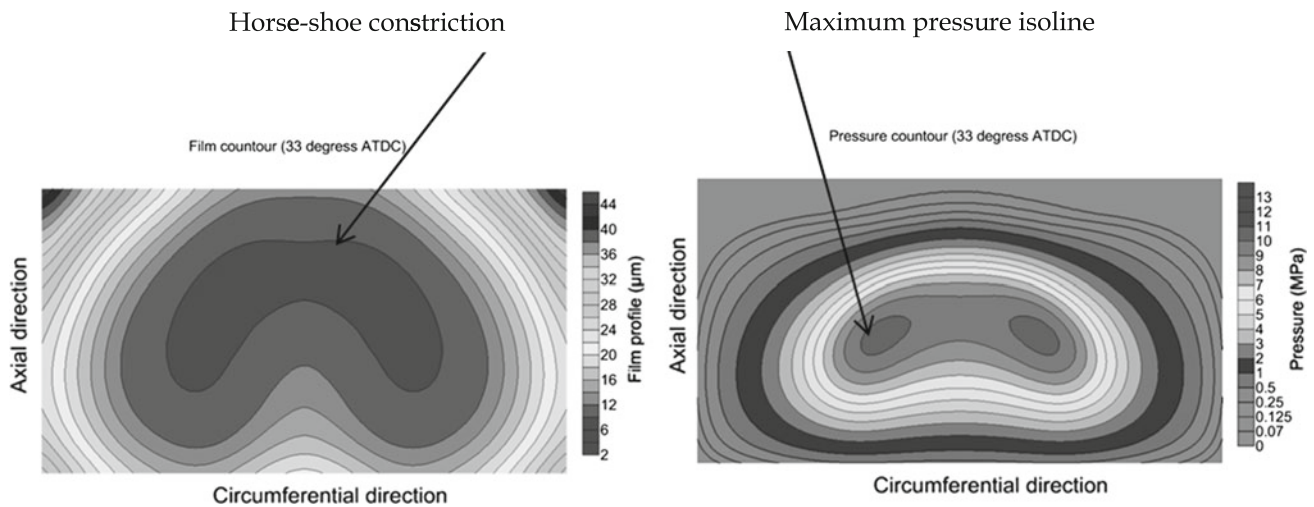 Horse-shoe constriction
Maximum pressure isoline
Film countour (33 degress ATDC)
Pressure countour (33 degress ATDC)
Axial direction
44
40
36
32
28
24
20
16
12
6
2
Film profile (µm)
Circumferential direction
Axial direction
13
12
11
10
9
8
7
6
5
4
3
2
1
0.5
0.25
0.125
0.07
0
Pressure (MPa)
Circumferential direction